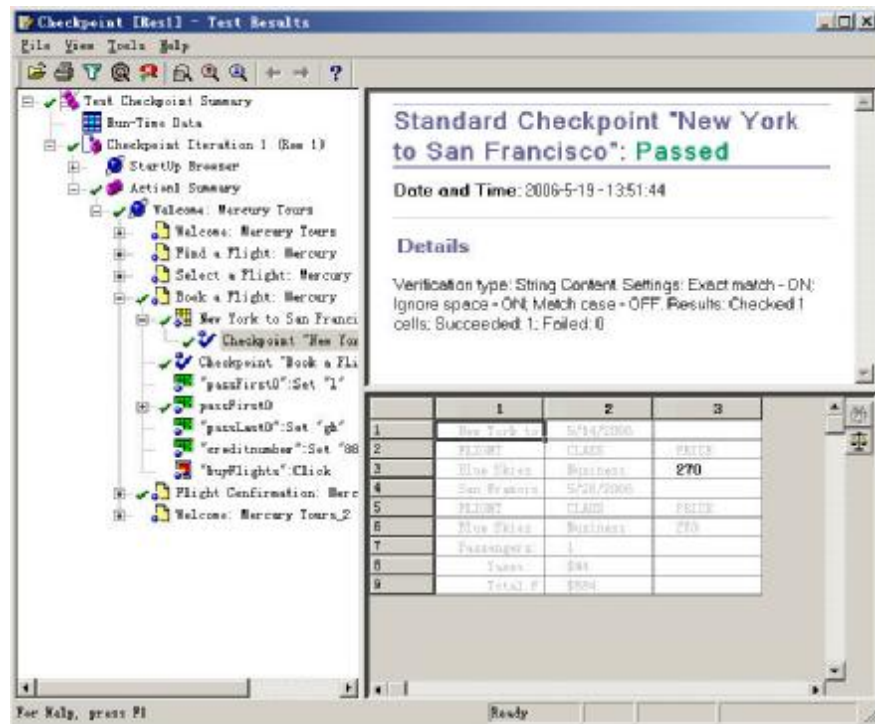 Checkpoint [Res1] - Test Results
File View Tools Help
Test Checkpoint Summary
Run-Time Data
Checkpoint Iteration 1 (Row 1)
StartUp Browser
Action1 Summary
Welcome: Mercury Tours
Welcome: Mercury Tours
Find a Flight: Mercury
Select a Flight: Mercury
Book a Flight: Mercury
New York to San Franci
Checkpoint "New Yor
Checkpoint "Book a Fli
"passFirst0":Set "l"
passFirst0
"passLast0":Set "gh"
"creditnumber":Set "88
"buyFlights":Click
Flight Confirmation: Merc
Welcome: Mercury Tours_2
Standard Checkpoint "New York
to San Francisco": Passed
Date and Time: 2006-5-19 - 13:51:44
Details
Verification type: String Content. Settings: Exact match - ON;
Ignore space - ON; Match case - OFF. Results: Checked 1
cells; Succeeded: 1; Failed: 0
1 2 3
1 New York to 5/14/2006
2 FLIGHT CLASS PRICE
3 Blue Skies Business 270
4 San Francis
5 FLIGHT CLASS PRICE
6 Blue Skies Business 270
7 Passengers 1
8 Taxes
9 Total
For Help, press F1
Ready